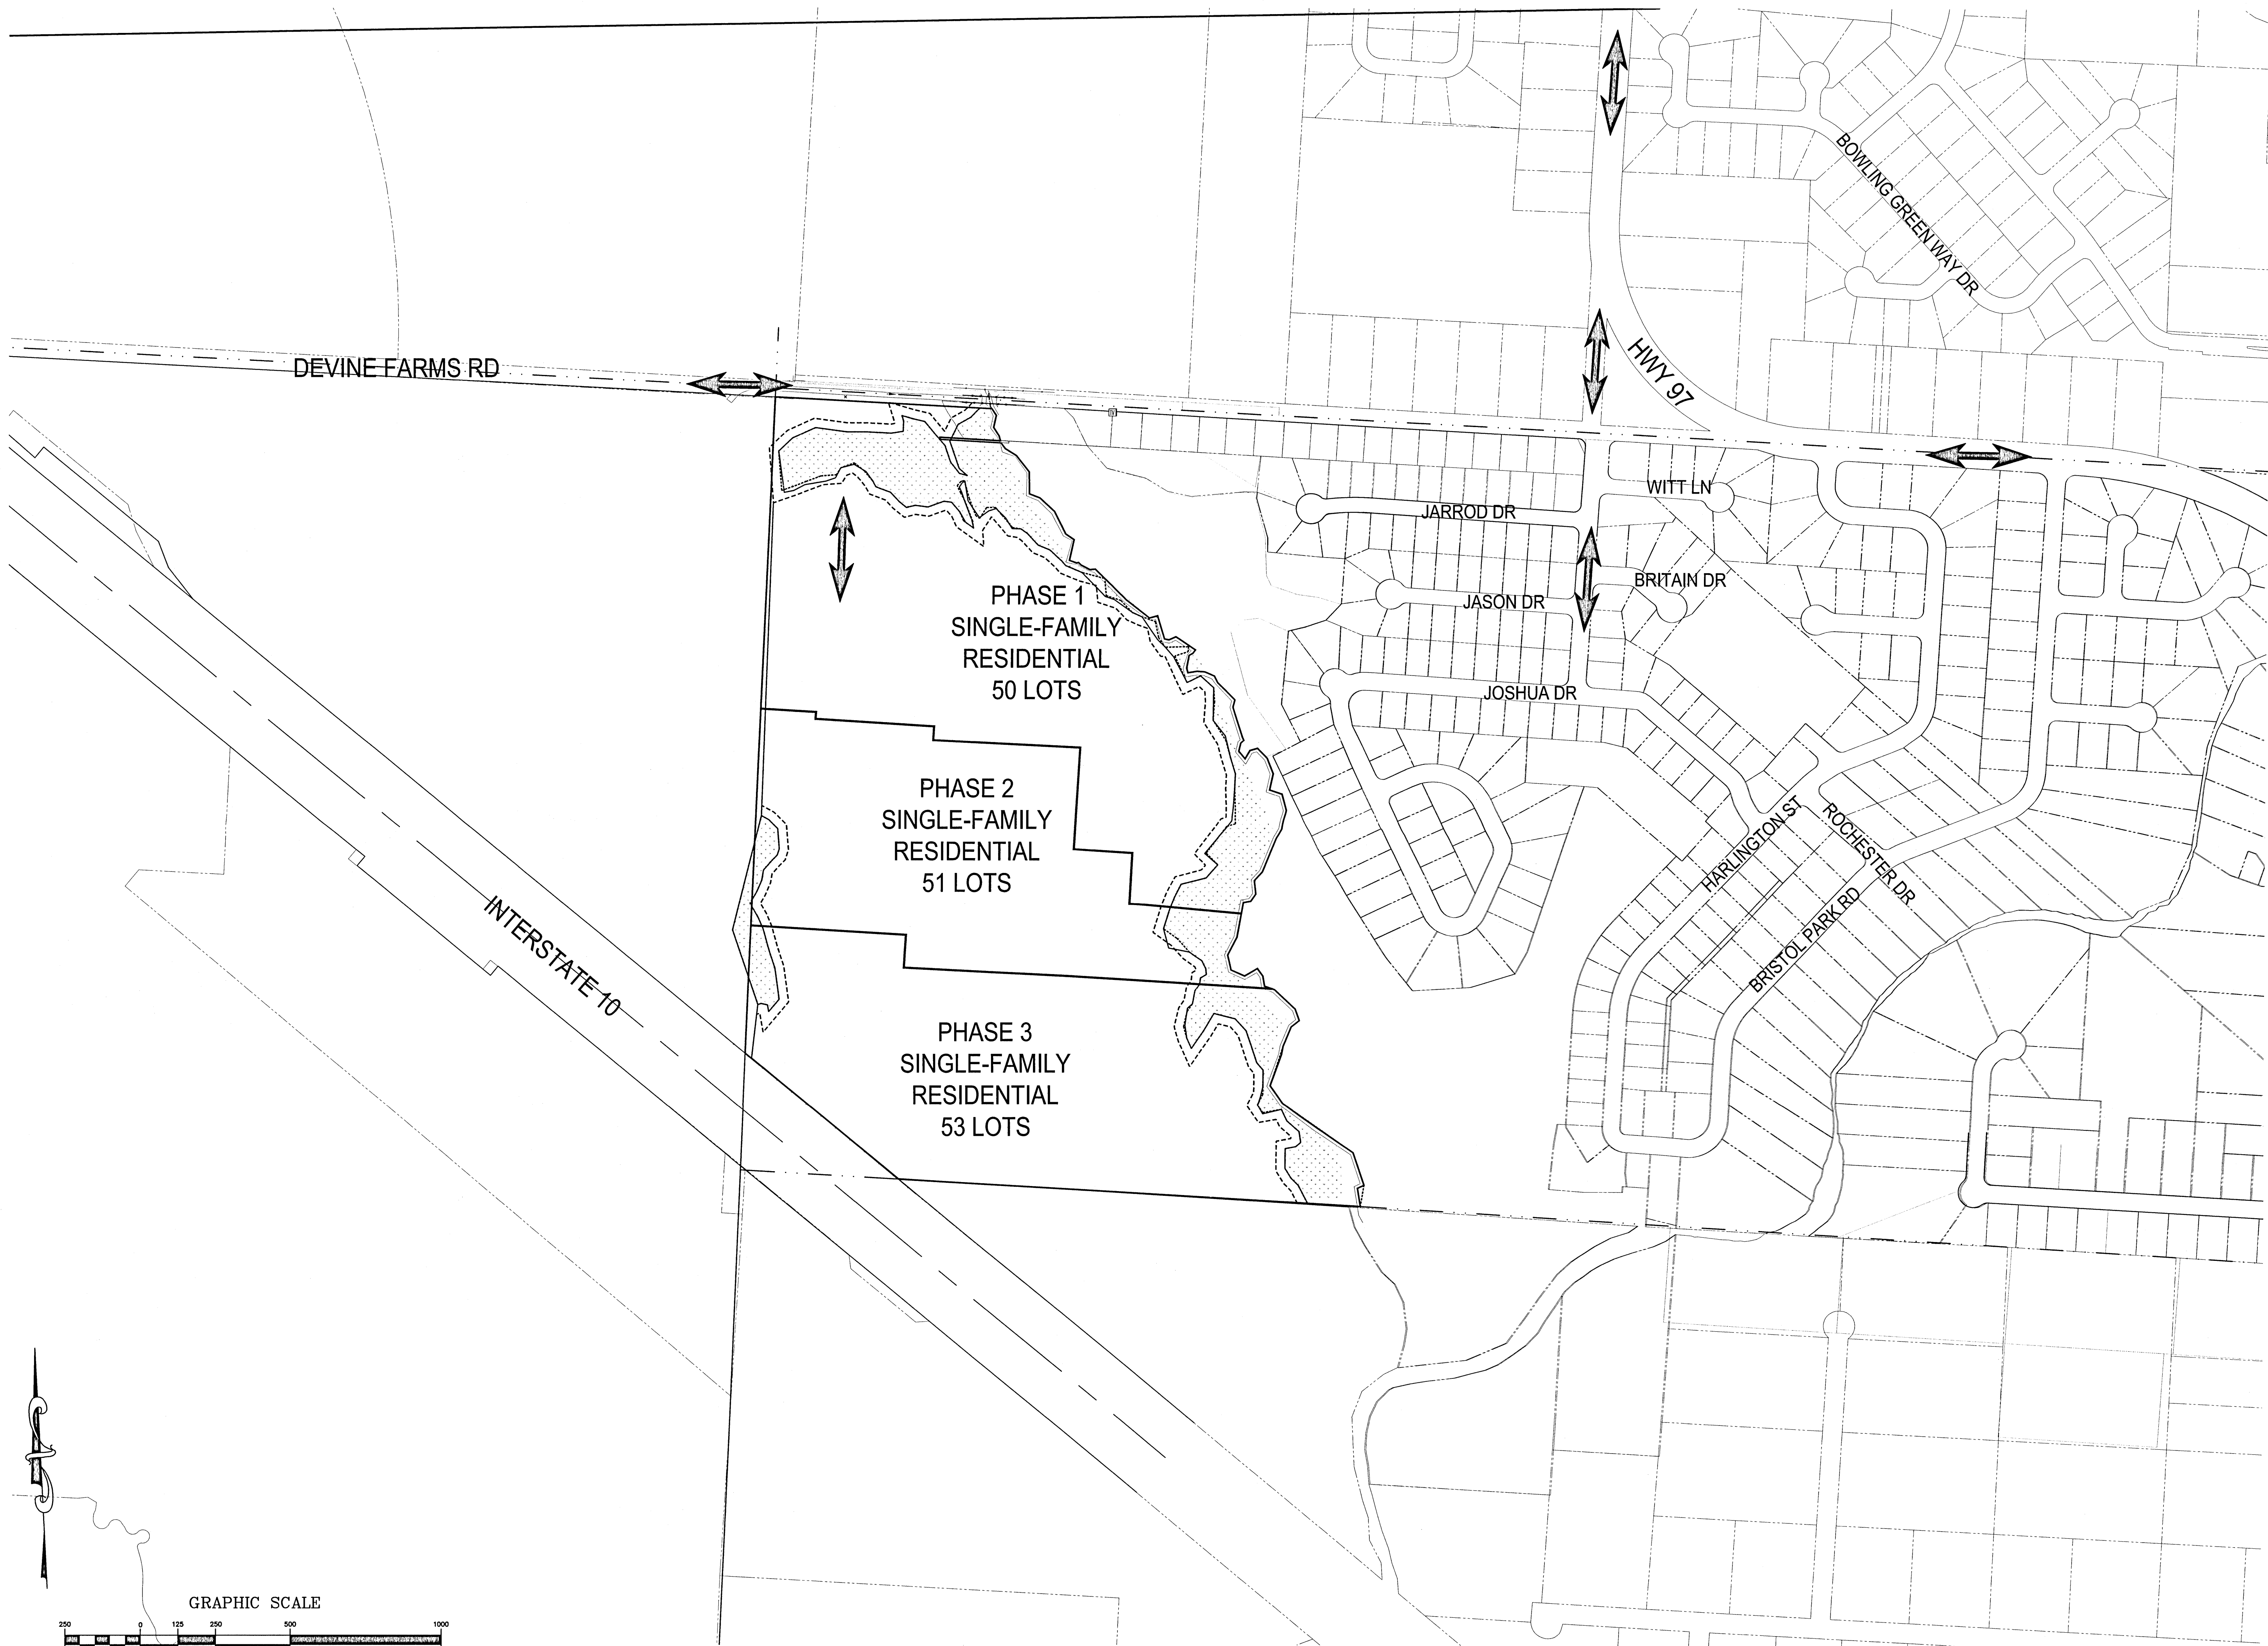 BOWLING GREEN WAY DR
HWY 97
DEVINE FARMS RD
WITT LN
JARROD DR
BRITAIN DR
JASON DR
JOSHUA DR
PHASE 1
SINGLE-FAMILY
RESIDENTIAL
50 LOTS
PHASE 2
SINGLE-FAMILY
RESIDENTIAL
51 LOTS
HARLINGTON ST
ROCHESTER DR
BRISTOL PARK RD
INTERSTATE 10
PHASE 3
SINGLE-FAMILY
RESIDENTIAL
53 LOTS
GRAPHIC SCALE
250 0 125 250 500 1000